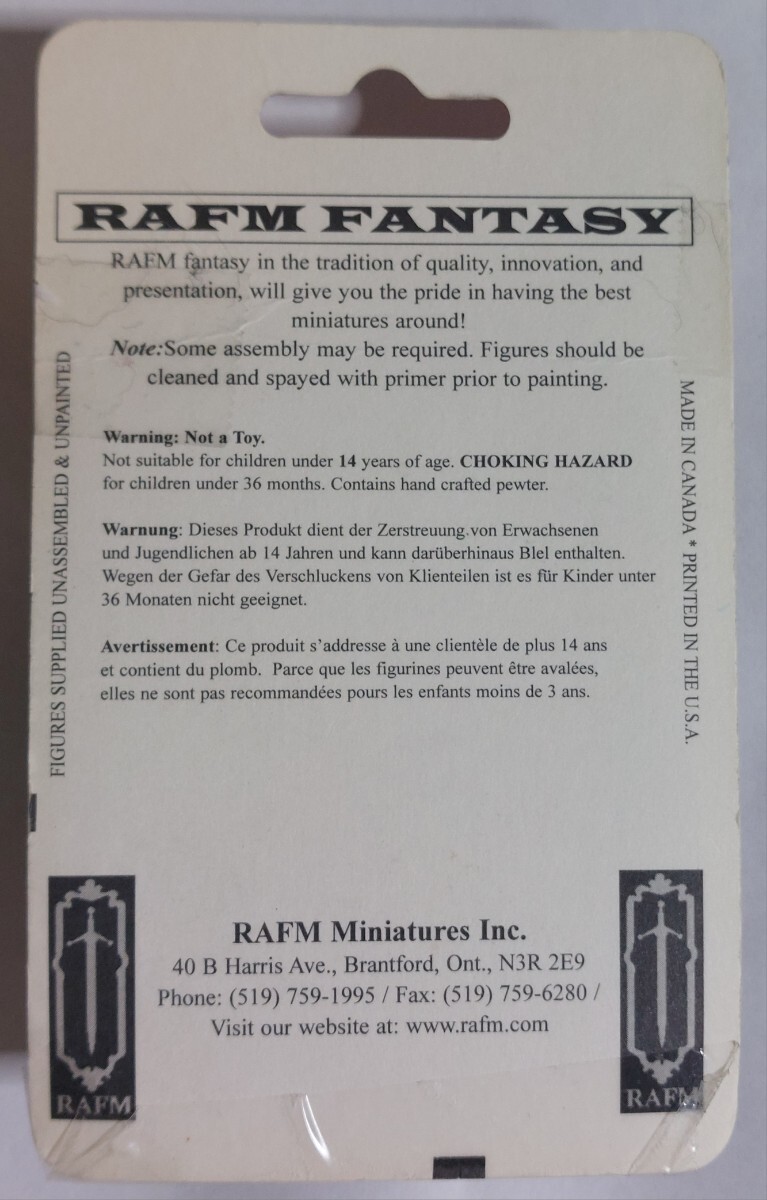 RAFM FANTASY
RAFM fantasy in the tradition of quality, innovation, and
presentation, will give you the pride in having the best
miniatures around!
Note:Some assembly may be required. Figures should be
cleaned and spayed with primer prior to painting.
FIGURES SUPPLIED UNASSEMBLED & UNPAINTED
MADE IN CANADA * PRINTED IN THE U.S.A.
Warning: Not a Toy.
Not suitable for children under 14 years of age. CHOKING HAZARD
for children under 36 months. Contains hand crafted pewter.
Warnung: Dieses Produkt dient der Zerstreuung von Erwachsenen
und Jugendlichen ab 14 Jahren und kann darüberhinaus Blel enthalten.
Wegen der Gefar des Verschluckens von Klienteilen ist es für Kinder unter
36 Monaten nicht geeignet.
Avertissement: Ce produit s'addresse à une clientèle de plus 14 ans
et contient du plomb. Parce que les figurines peuvent être avalées,
elles ne sont pas recommandées pours les enfants moins de 3 ans.
RAFM Miniatures Inc.
40 B Harris Ave., Brantford, Ont., N3R 2E9
Phone: (519) 759-1995 / Fax: (519) 759-6280 /
Visit our website at: www.rafm.com
RAFM
RAFM